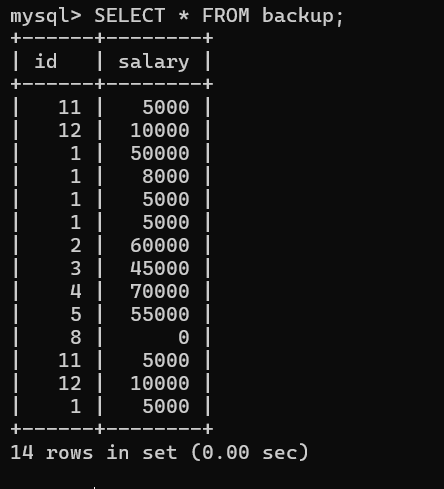 mysql> SELECT * FROM backup;
+------+--------+
| id   | salary |
+------+--------+
|   11 |   5000 |
|   12 |  10000 |
|    1 |  50000 |
|    1 |   8000 |
|    1 |   5000 |
|    1 |   5000 |
|    2 |  60000 |
|    3 |  45000 |
|    4 |  70000 |
|    5 |  55000 |
|    8 |      0 |
|   11 |   5000 |
|   12 |  10000 |
|    1 |   5000 |
+------+--------+
14 rows in set (0.00 sec)